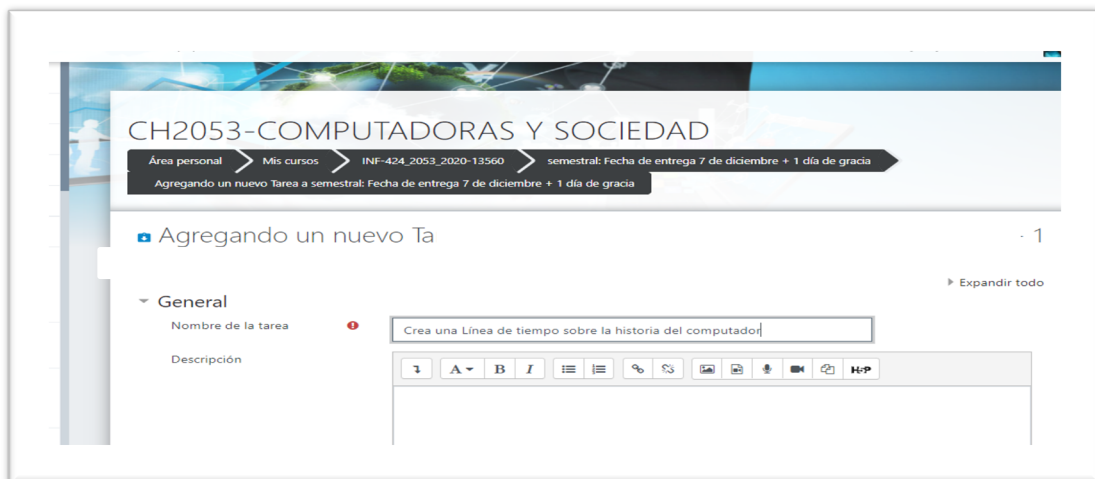 CH2053-COMPUTADORAS Y SOCIEDAD
Área personal Mis cursos INF-424_2053_2020-13560 semestral: Fecha de entrega 7 de diciembre + 1 día de gracia
Agregando un nuevo Tarea a semestral: Fecha de entrega 7 de diciembre + 1 día de gracia
Agregando un nuevo Ta 1
Expandir todo
General
Nombre de la tarea Crea una Línea de tiempo sobre la historia del computador
Descripción
A B I H-P